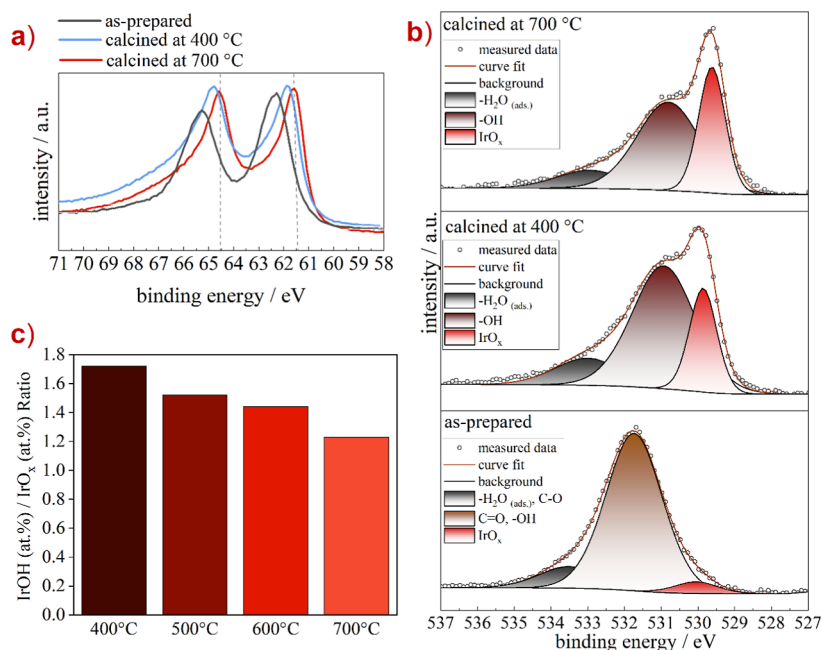 a)
as-prepared
calcined at 400 °C
calcined at 700 °C
intensity / a.u.
71 70 69 68 67 66 65 64 63 62 61 60 59 58
binding energy / eV
b)
calcined at 700 °C
measured data
curve fit
background
-H₂O (ads.)
-OH
IrOₓ
calcined at 400 °C
measured data
curve fit
background
-H₂O (ads.)
-OH
IrOₓ
as-prepared
measured data
curve fit
background
-H₂O (ads.), C-O
C=O, -OH
IrOₓ
intensity / a.u.
537 536 535 534 533 532 531 530 529 528 527
binding energy / eV
c)
IrOH (at.%) / IrOₓ (at.%) Ratio
1.8
1.6
1.4
1.2
1.0
0.8
0.6
0.4
0.2
0.0
400°C 500°C 600°C 700°C